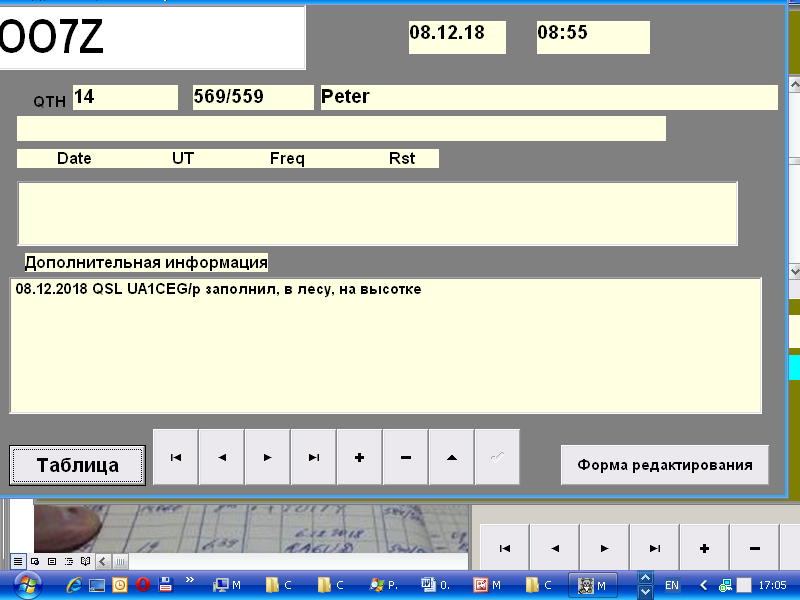 OO7Z
08.12.18 08:55
QTH 14 569/559 Peter
Date UT Freq Rst
Дополнительная информация
08.12.2018 QSL UA1CEG/p заполнил, в лесу, на высотке
Таблица
Форма редактирования
M C C P. 0. M C M EN 17:05